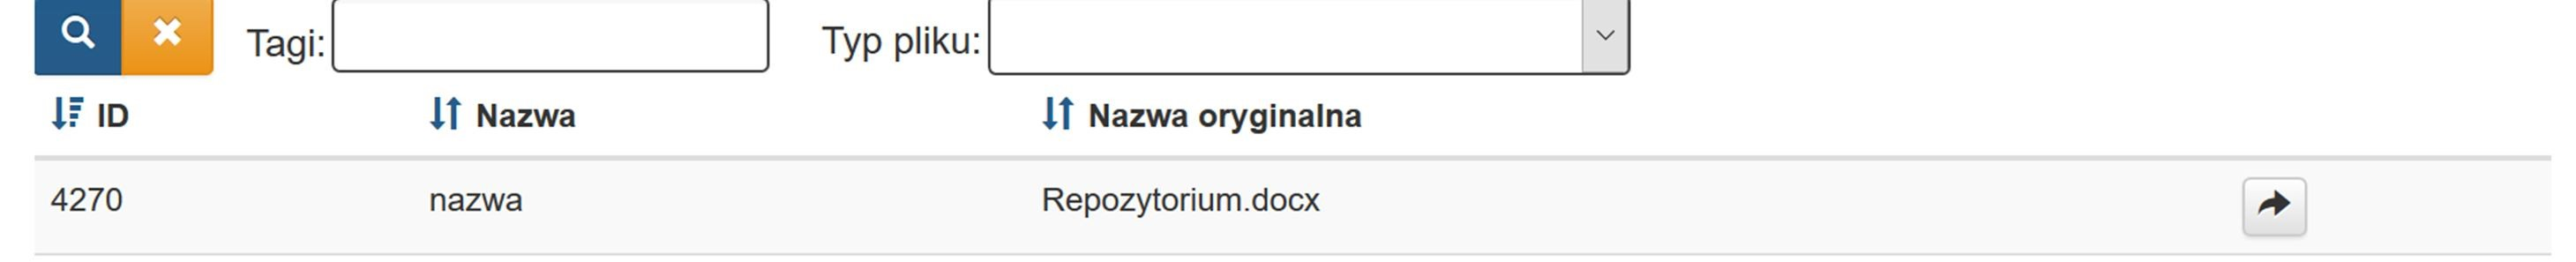 Tagi: Typ pliku:
ID Nazwa Nazwa oryginalna
4270 nazwa Repozytorium.docx